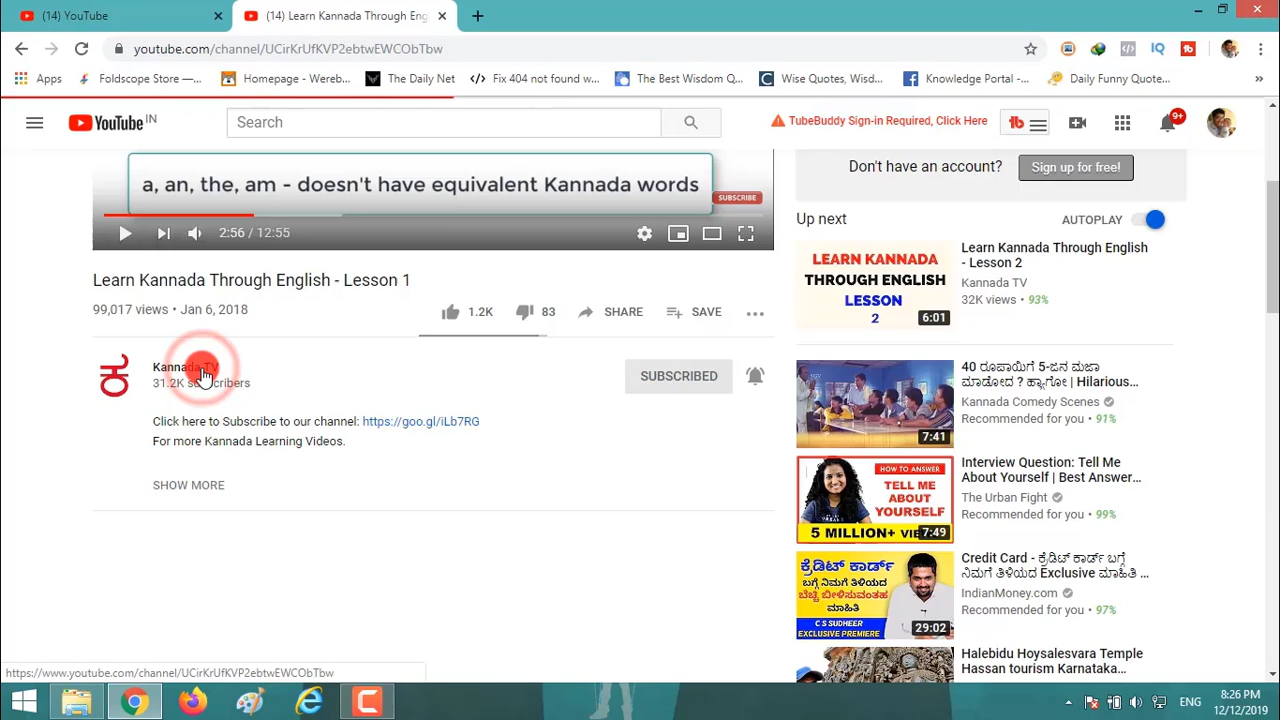 (14) YouTube
(14) Learn Kannada Through Eng
youtube.com/channel/UCirKrUfKVP2ebtwEWCObTbw
Apps
Foldscope Store —...
Homepage - Wereb...
The Daily Net
Fix 404 not found w...
The Best Wisdom Q...
Wise Quotes, Wisd...
Knowledge Portal -...
Daily Funny Quote...
YouTube IN
Search
TubeBuddy Sign-in Required, Click Here
9+
a, an, the, am - doesn't have equivalent Kannada words
SUBSCRIBE
2:56 / 12:55
Learn Kannada Through English - Lesson 1
99,017 views • Jan 6, 2018
1.2K
83
SHARE
SAVE
ಕ
Kannada TV
31.2K subscribers
SUBSCRIBED
Click here to Subscribe to our channel: https://goo.gl/iLb7RG
For more Kannada Learning Videos.
SHOW MORE
Don't have an account?
Sign up for free!
Up next
AUTOPLAY
LEARN KANNADA
THROUGH ENGLISH
LESSON
2
6:01
Learn Kannada Through English
- Lesson 2
Kannada TV
32K views • 93%
7:41
40 ರೂಪಾಯಿಗೆ 5-ಜಿನ ಮಜಾ
ಮಾಡೋದ ? ಹ್ಯಾಗೋ | Hilarious...
Kannada Comedy Scenes
Recommended for you • 91%
HOW TO ANSWER
TELL ME
ABOUT
YOURSELF
5 MILLION+
7:49
Interview Question: Tell Me
About Yourself | Best Answer...
The Urban Fight
Recommended for you • 99%
ಕ್ರೆಡಿಟ್ ಕಾರ್ಡ್
ಬಗ್ಗೆ ನಿಮಗೆ ತಿಳಿಯದ
ಮಾಹಿತಿ
C S SUDHEER
EXCLUSIVE PREMIERE
29:02
Credit Card - ಕ್ರೆಡಿಟ್ ಕಾರ್ಡ್ ಬಗ್ಗೆ
ನಿಮಗೆ ತಿಳಿಯದ Exclusive ಮಾಹಿತಿ ...
IndianMoney.com
Recommended for you • 97%
Halebidu Hoysalesvara Temple
Hassan tourism Karnataka...
https://www.youtube.com/channel/UCirKrUfKVP2ebtwEWCObTbw
ENG
8:26 PM
12/12/2019